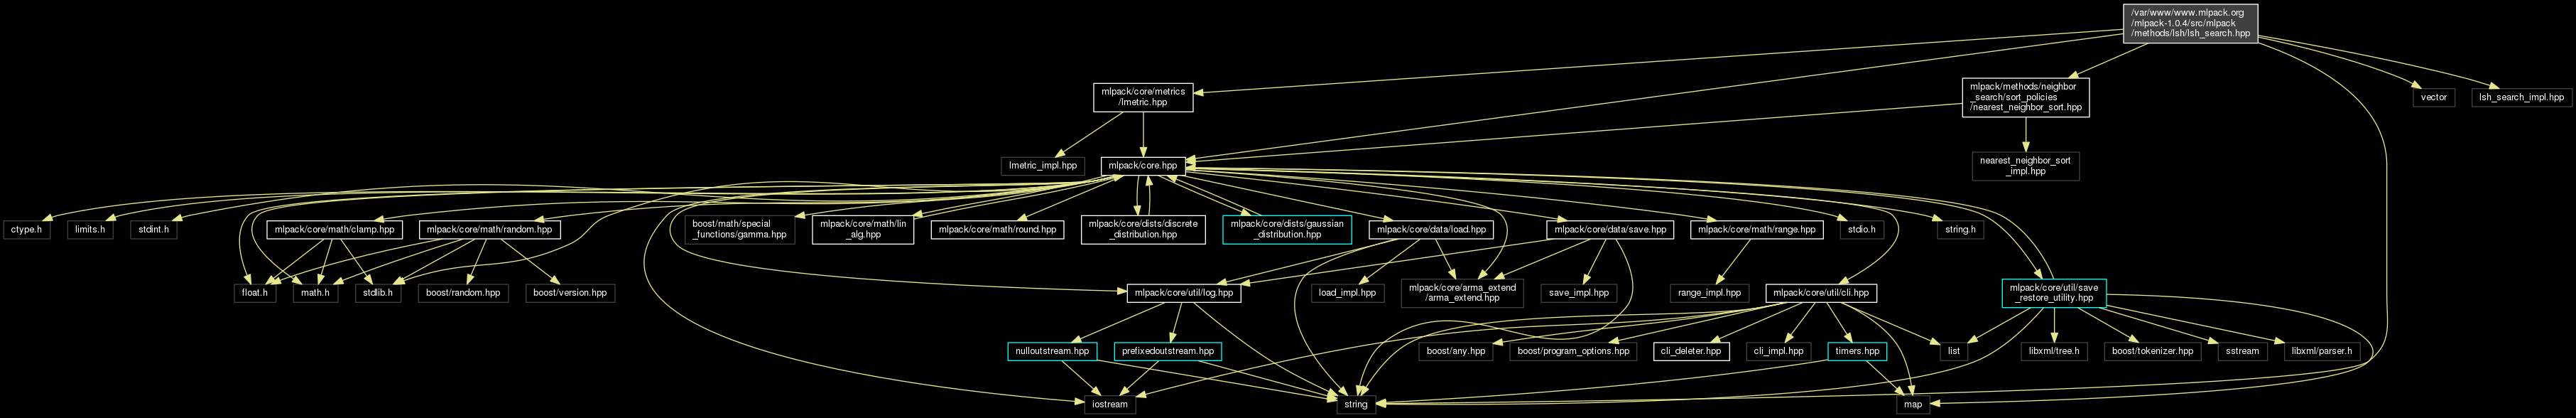 /var/www/www.mlpack.org
/mlpack-1.0.4/src/mlpack
/methods/lsh/lsh_search.hpp
mlpack/core/metrics
/lmetric.hpp
mlpack/methods/neighbor
_search/sort_policies
/nearest_neighbor_sort.hpp
vector
lsh_search_impl.hpp
lmetric_impl.hpp
mlpack/core.hpp
nearest_neighbor_sort
_impl.hpp
ctype.h
limits.h
stdint.h
mlpack/core/math/clamp.hpp
mlpack/core/math/random.hpp
boost/math/special
_functions/gamma.hpp
mlpack/core/math/lin
_alg.hpp
mlpack/core/math/round.hpp
mlpack/core/dists/discrete
_distribution.hpp
mlpack/core/dists/gaussian
_distribution.hpp
mlpack/core/data/load.hpp
mlpack/core/data/save.hpp
mlpack/core/math/range.hpp
stdio.h
string.h
float.h
math.h
stdlib.h
boost/random.hpp
boost/version.hpp
mlpack/core/util/log.hpp
load_impl.hpp
mlpack/core/arma_extend
/arma_extend.hpp
save_impl.hpp
range_impl.hpp
mlpack/core/util/cli.hpp
mlpack/core/util/save
_restore_utility.hpp
nulloutstream.hpp
prefixedoutstream.hpp
boost/any.hpp
boost/program_options.hpp
cli_deleter.hpp
cli_impl.hpp
timers.hpp
list
libxml/tree.h
boost/tokenizer.hpp
sstream
libxml/parser.h
iostream
string
map